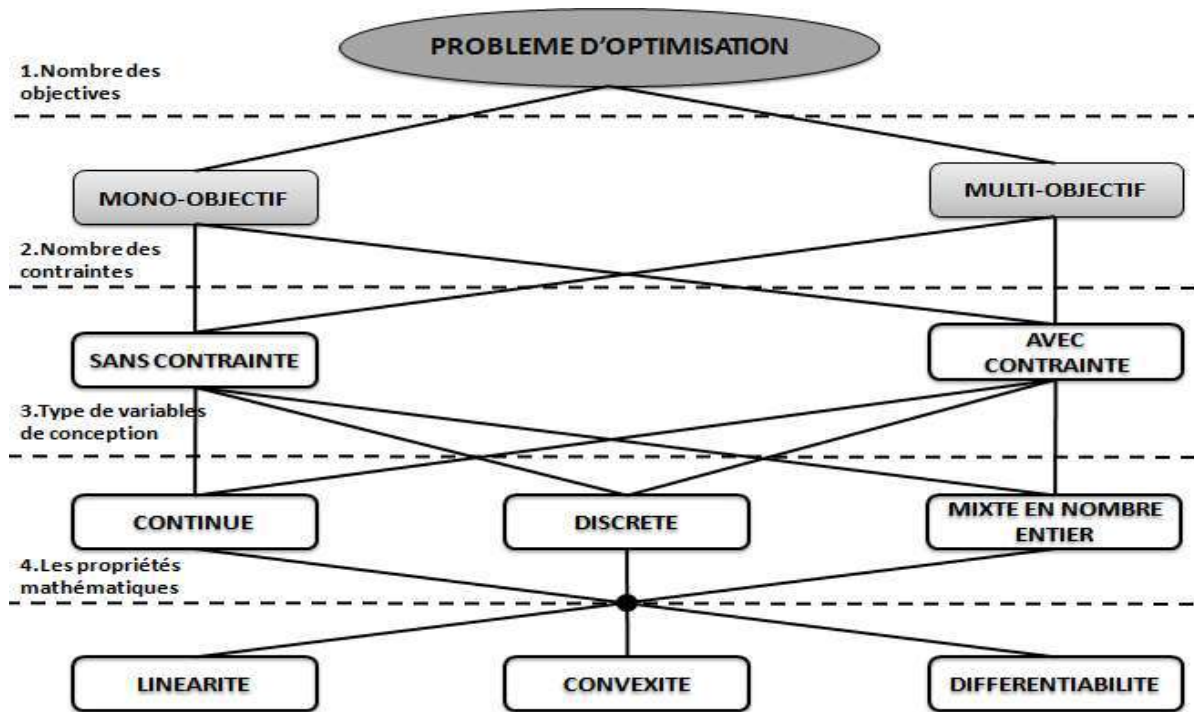 PROBLEME D'OPTIMISATION
1.Nombre des
objectives
MONO-OBJECTIF
MULTI-OBJECTIF
2.Nombre des
contraintes
SANS CONTRAINTE
AVEC
CONTRAINTE
3.Type de variables
de conception
CONTINUE
DISCRETE
MIXTE EN NOMBRE
ENTIER
4.Les propriétés
mathématiques
LINEARITE
CONVEXITE
DIFFERENTIABILITE